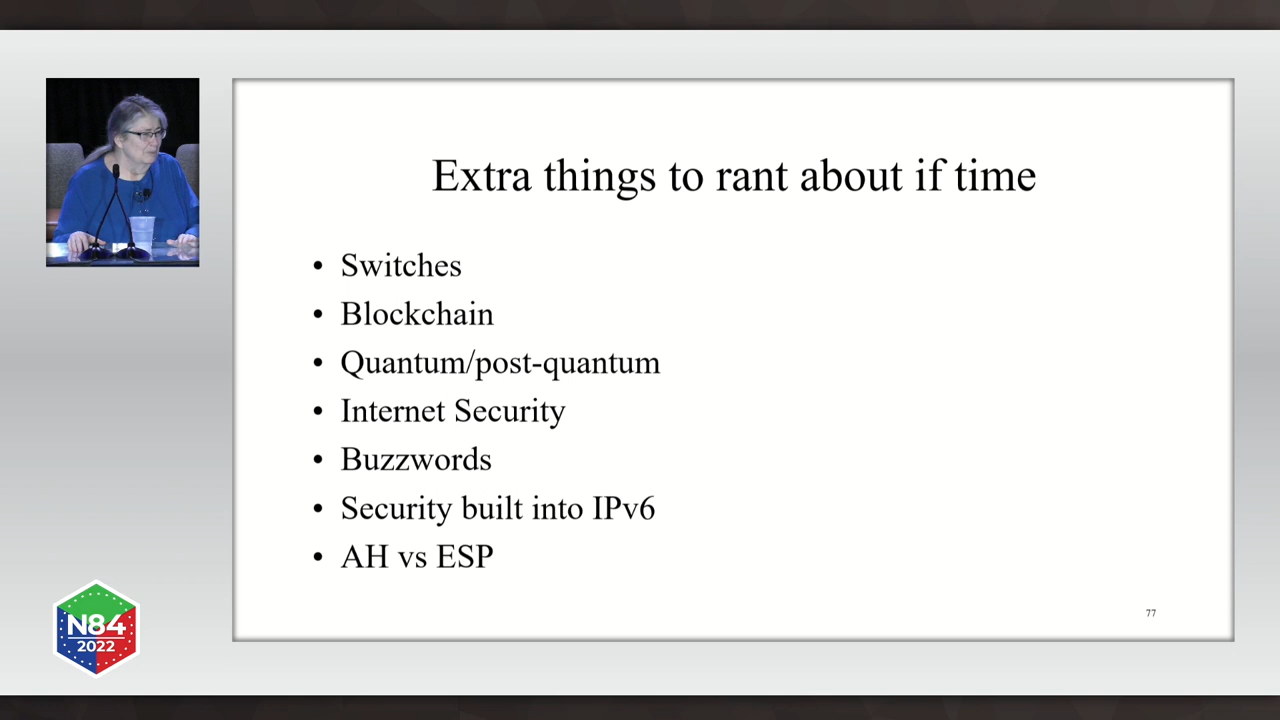 Extra things to rant about if time
• Switches
• Blockchain
• Quantum/post-quantum
• Internet Security
• Buzzwords
• Security built into IPv6
• AH vs ESP
77
N84
2022